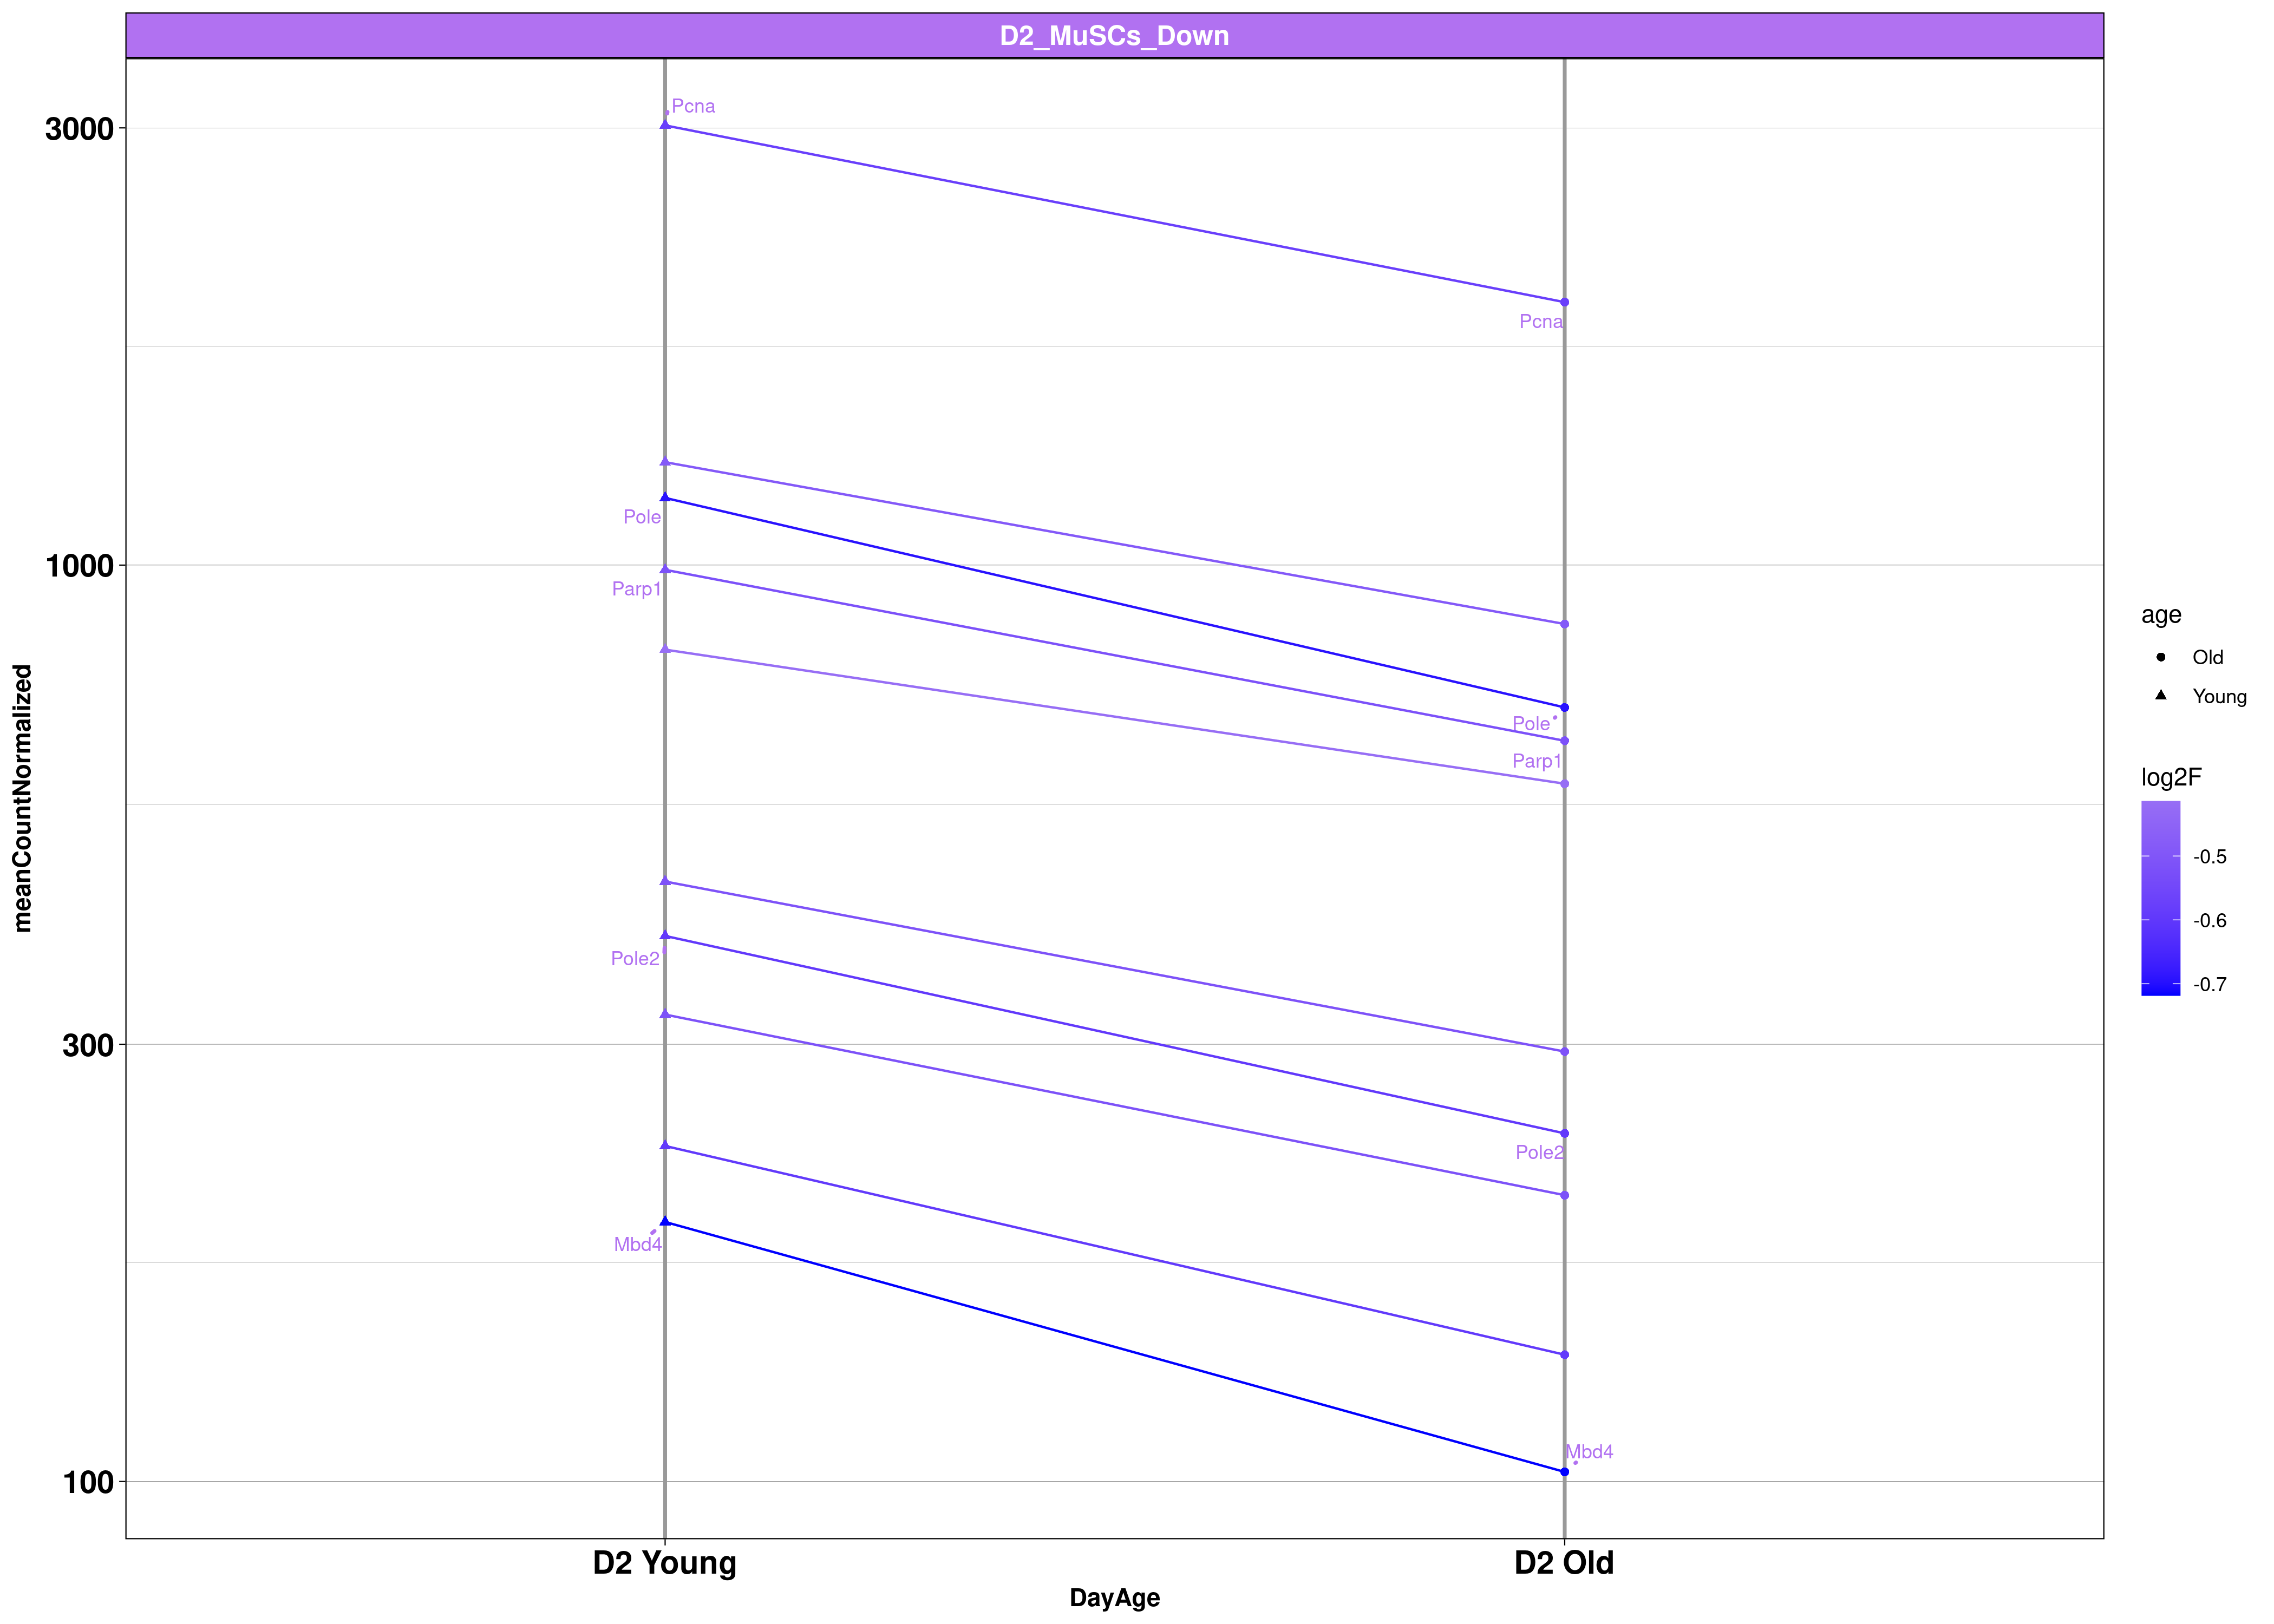 D2_MuSCs_Down
Pcna
3000
Pcna
Pole
1000
Parp1
Pole
Parp1
Pole2
300
Pole2
Mbd4
Mbd4
100
D2 Young
D2 Old
DayAge
meanCountNormalized
age
Old
Young
log2F
-0.5
-0.6
-0.7